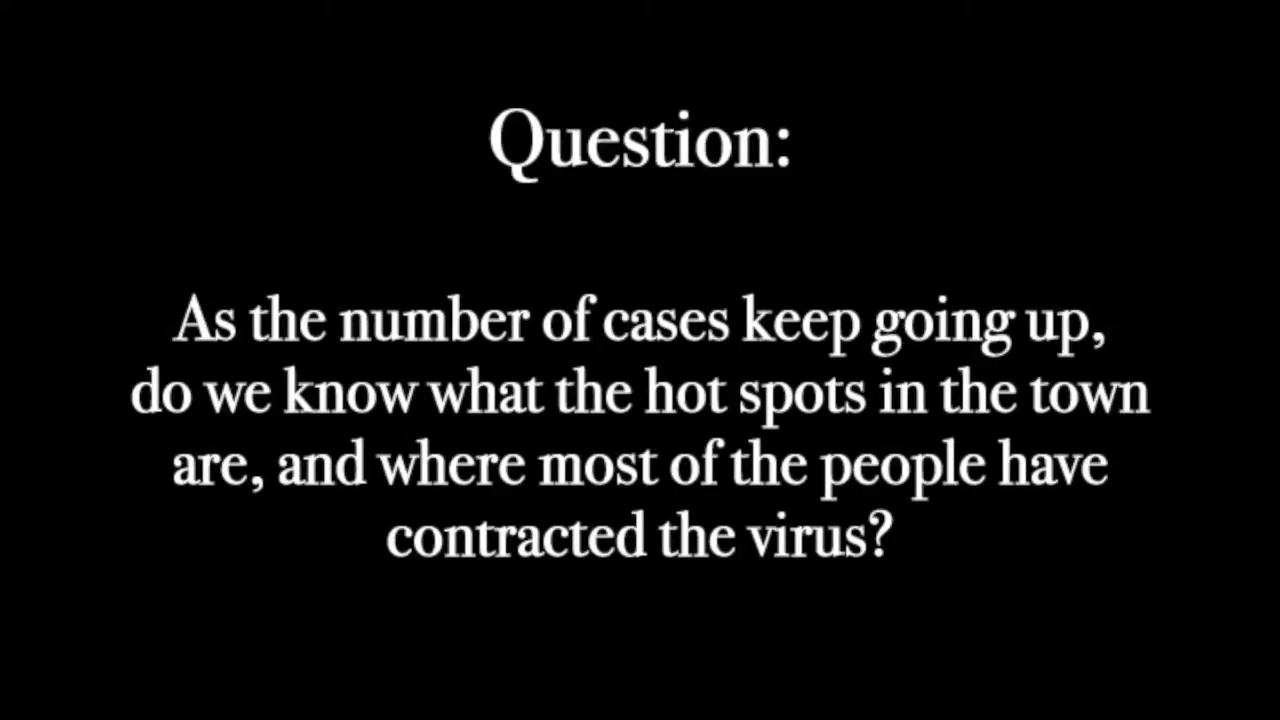 Question:
As the number of cases keep going up,
do we know what the hot spots in the town
are, and where most of the people have
contracted the virus?